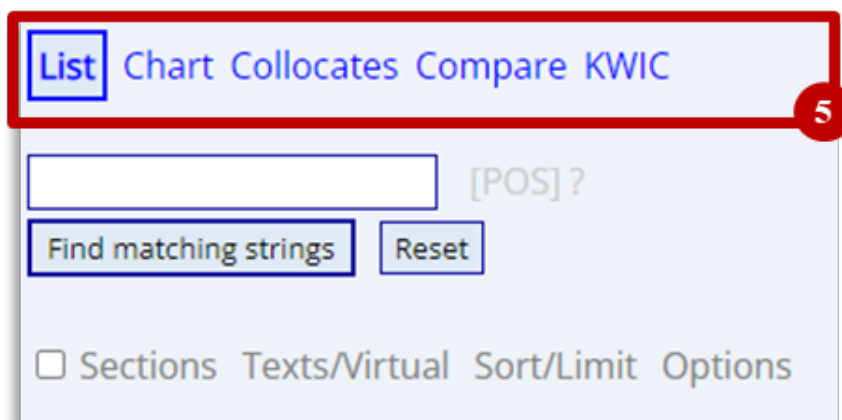 List Chart Collocates Compare KWIC
5
[POS] ?
Find matching strings Reset
Sections Texts/Virtual Sort/Limit Options